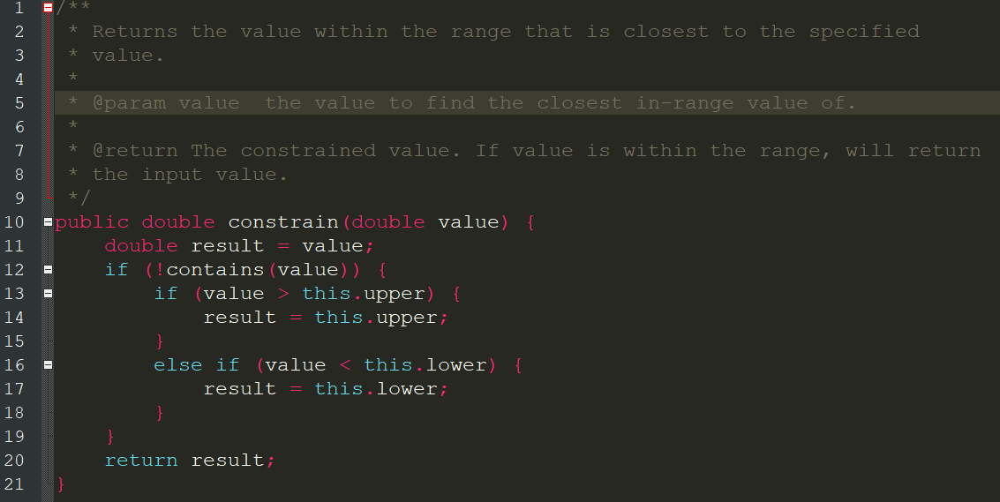 1 /**
2  * Returns the value within the range that is closest to the specified
3  * value.
4  *
5  * @param value  the value to find the closest in-range value of.
6  *
7  * @return The constrained value. If value is within the range, will return
8  * the input value.
9  */
10 public double constrain(double value) {
11     double result = value;
12     if (!contains(value)) {
13         if (value > this.upper) {
14             result = this.upper;
15         }
16         else if (value < this.lower) {
17             result = this.lower;
18         }
19     }
20     return result;
21 }